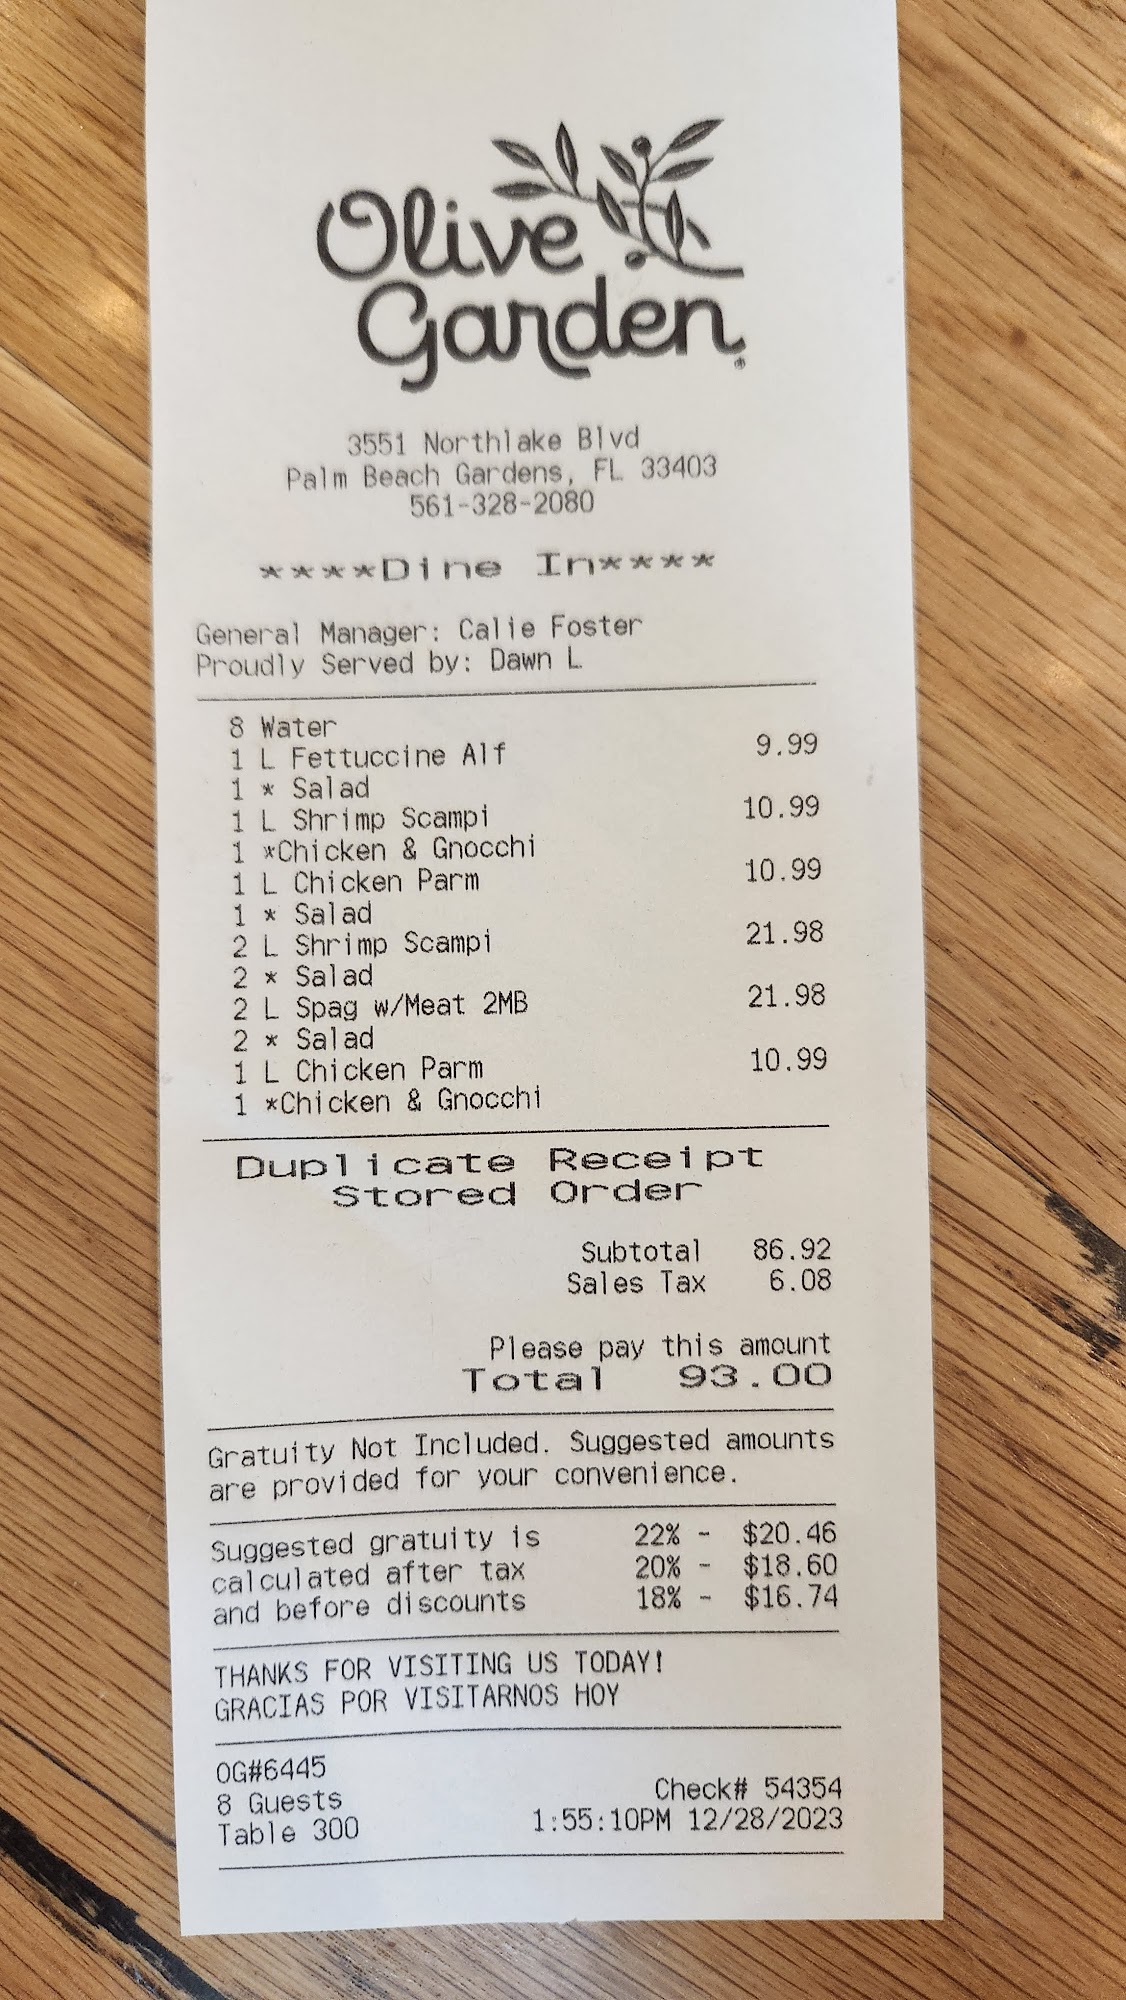 Olive
Garden
3551 Northlake Blvd
Palm Beach Gardens, FL 33403
561-328-2080
****Dine In****
General Manager: Calie Foster
Proudly Served by: Dawn L
8 Water
1 L Fettuccine Alf 9.99
1 * Salad
1 L Shrimp Scampi 10.99
1 *Chicken & Gnocchi
1 L Chicken Parm 10.99
1 * Salad
2 L Shrimp Scampi 21.98
2 * Salad
2 L Spag w/Meat 2MB 21.98
2 * Salad
1 L Chicken Parm 10.99
1 *Chicken & Gnocchi
Duplicate Receipt
Stored Order
Subtotal 86.92
Sales Tax 6.08
Please pay this amount
Total 93.00
Gratuity Not Included. Suggested amounts
are provided for your convenience.
Suggested gratuity is 22% - $20.46
calculated after tax 20% - $18.60
and before discounts 18% - $16.74
THANKS FOR VISITING US TODAY!
GRACIAS POR VISITARNOS HOY
OG#6445
8 Guests Check# 54354
Table 300 1:55:10PM 12/28/2023